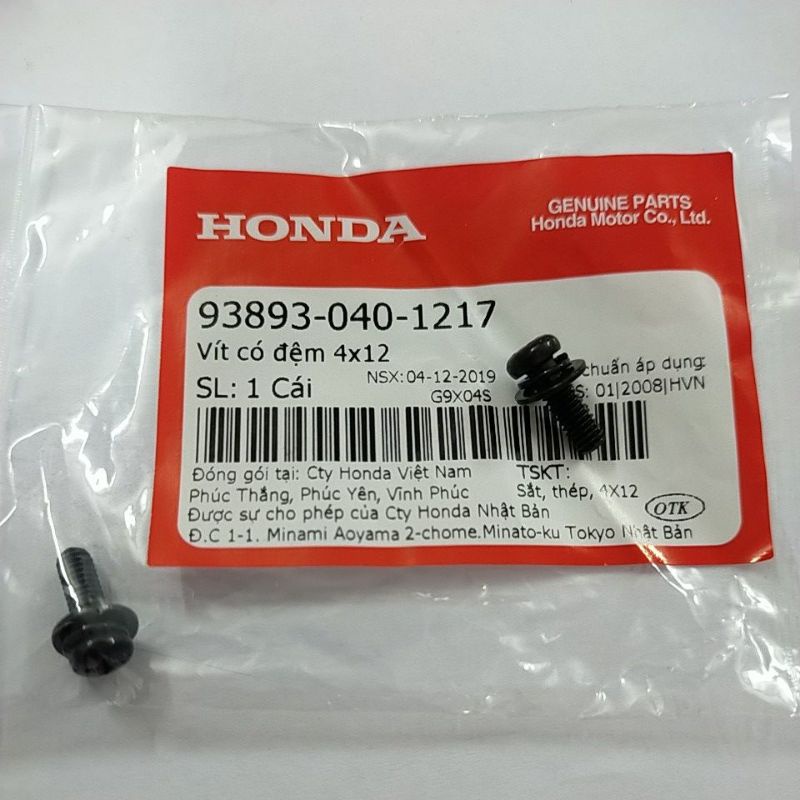 HONDA
GENUINE PARTS
Honda Motor Co., Ltd.
93893-040-1217
Vít có đệm 4x12
SL: 1 Cái
NSX: 04-12-2019
G9X04S
chuẩn áp dụng:
S: 01|2008|HVN
Đóng gói tại: Cty Honda Việt Nam
Phúc Thắng, Phúc Yên, Vĩnh Phúc
Được sự cho phép của Cty Honda Nhật Bản
Đ.C 1-1. Minami Aoyama 2-chome.Minato-ku Tokyo Nhật Bản
TSKT:
Sắt, thép, 4X12
OTK